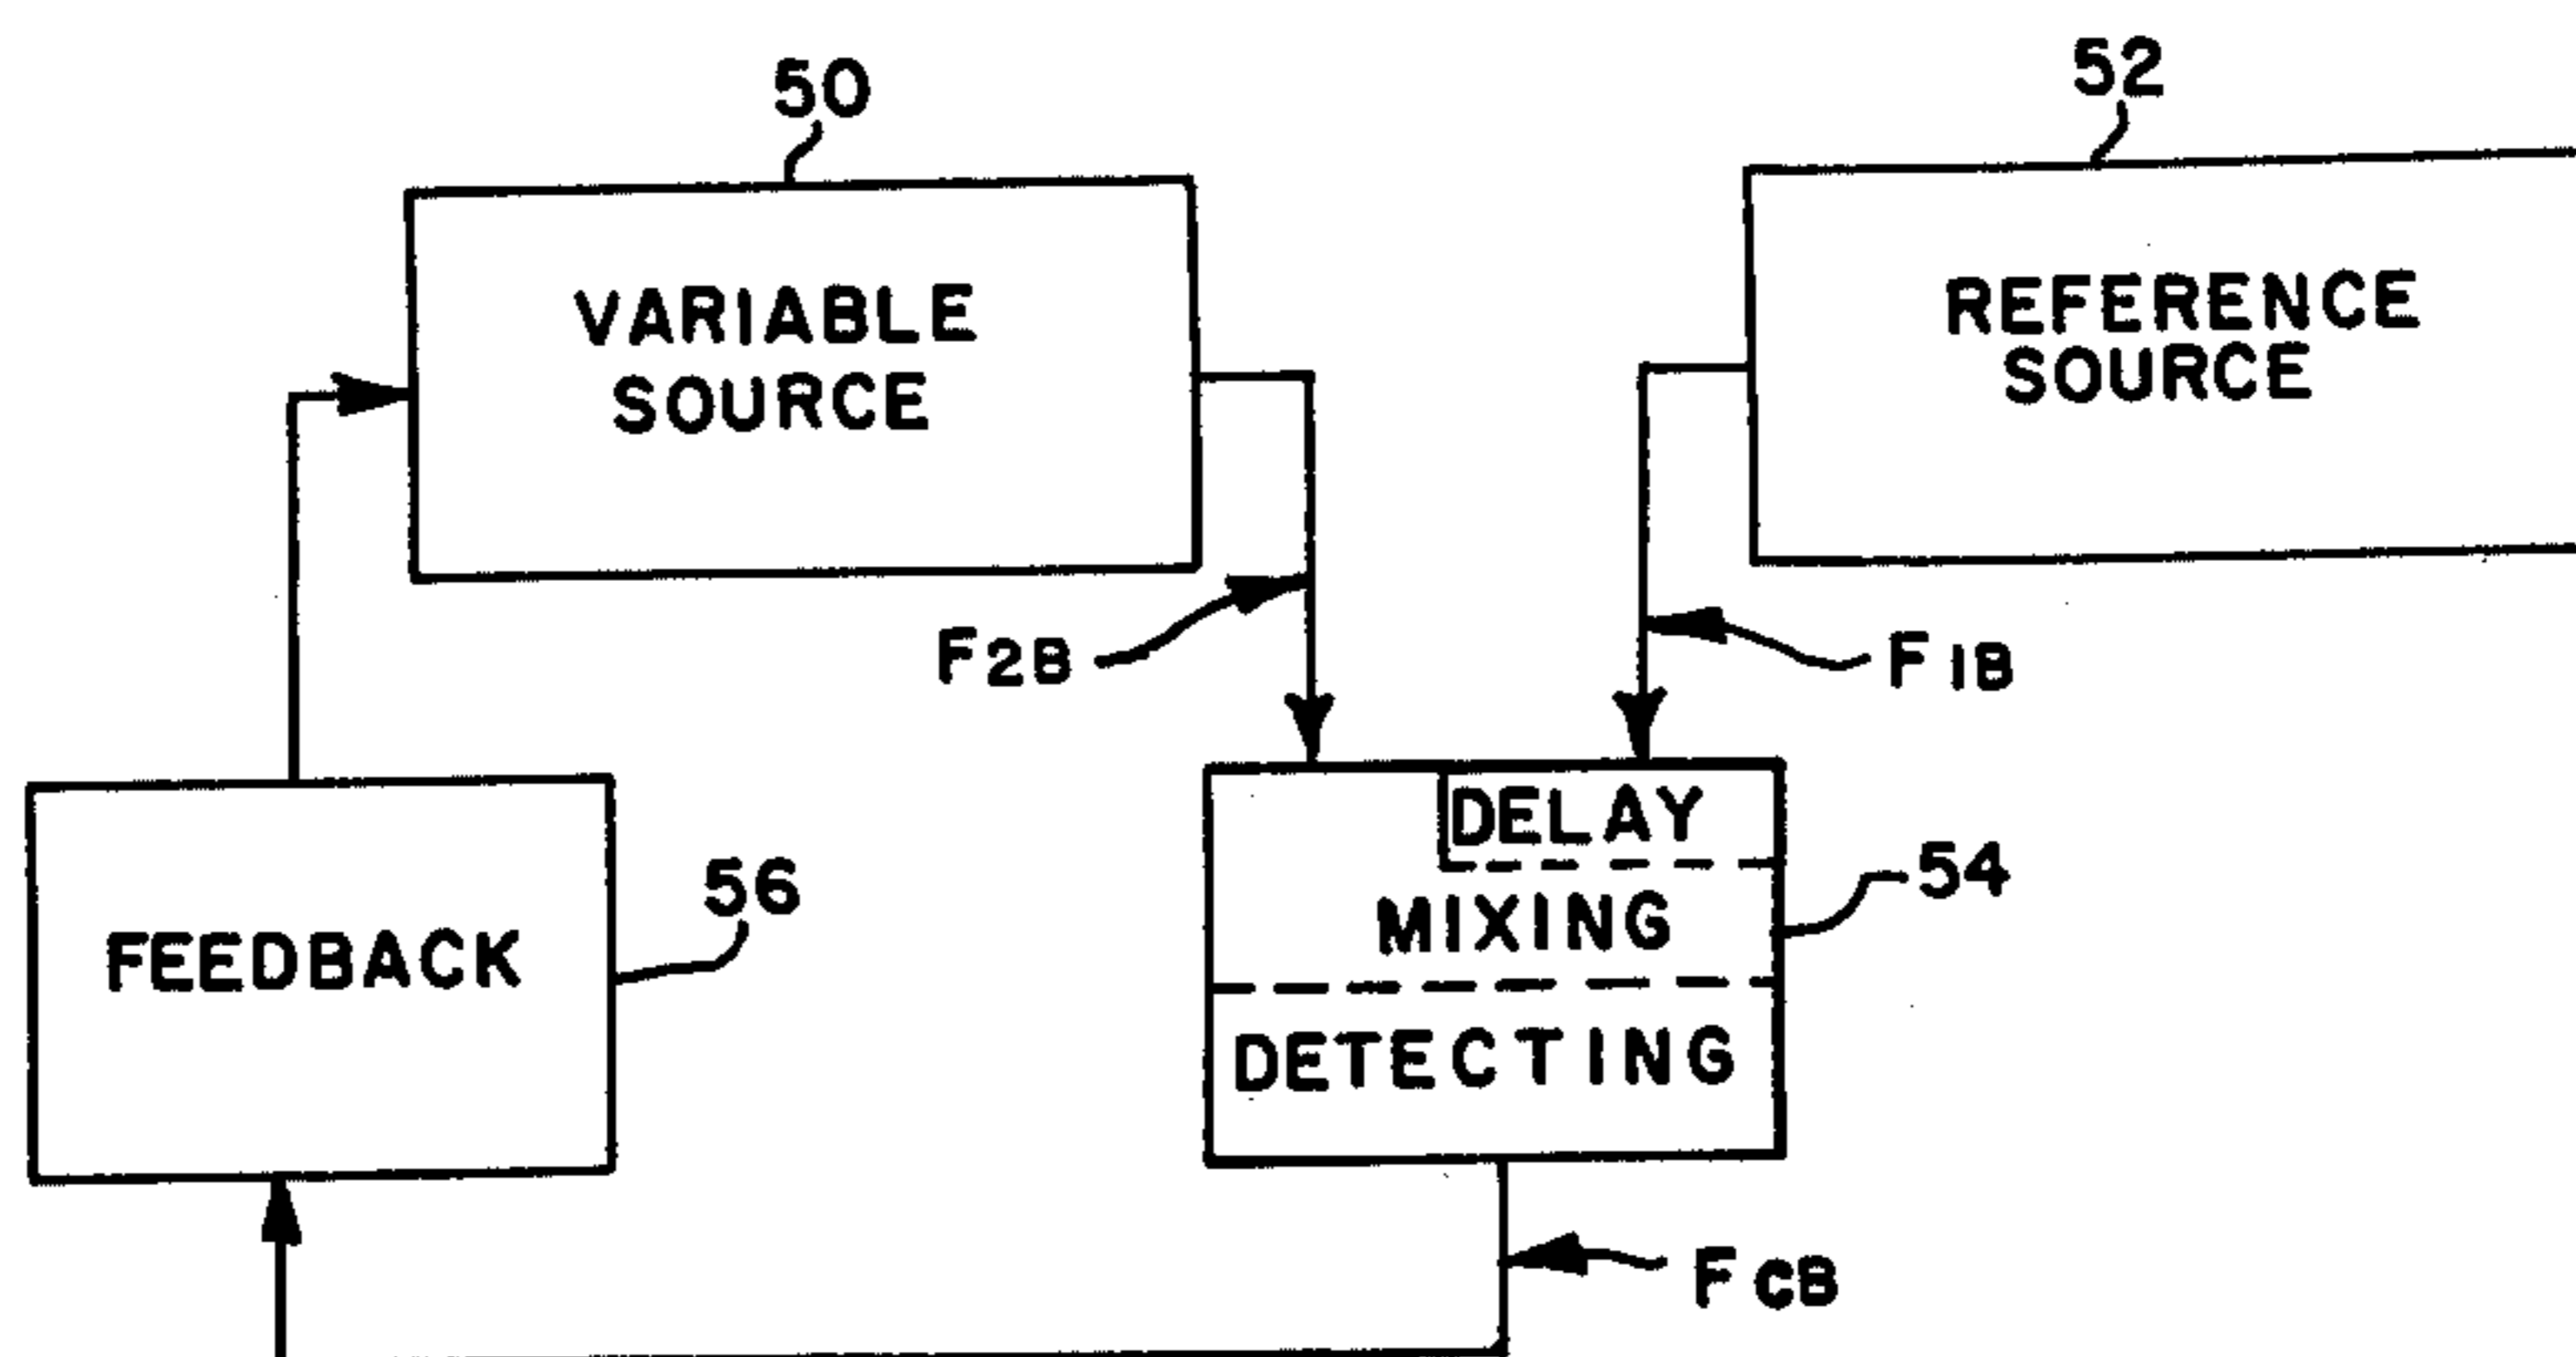 50
52
VARIABLE
SOURCE
REFERENCE
SOURCE
F2B
F1B
DELAY
56
54
FEEDBACK
MIXING
DETECTING
FCB